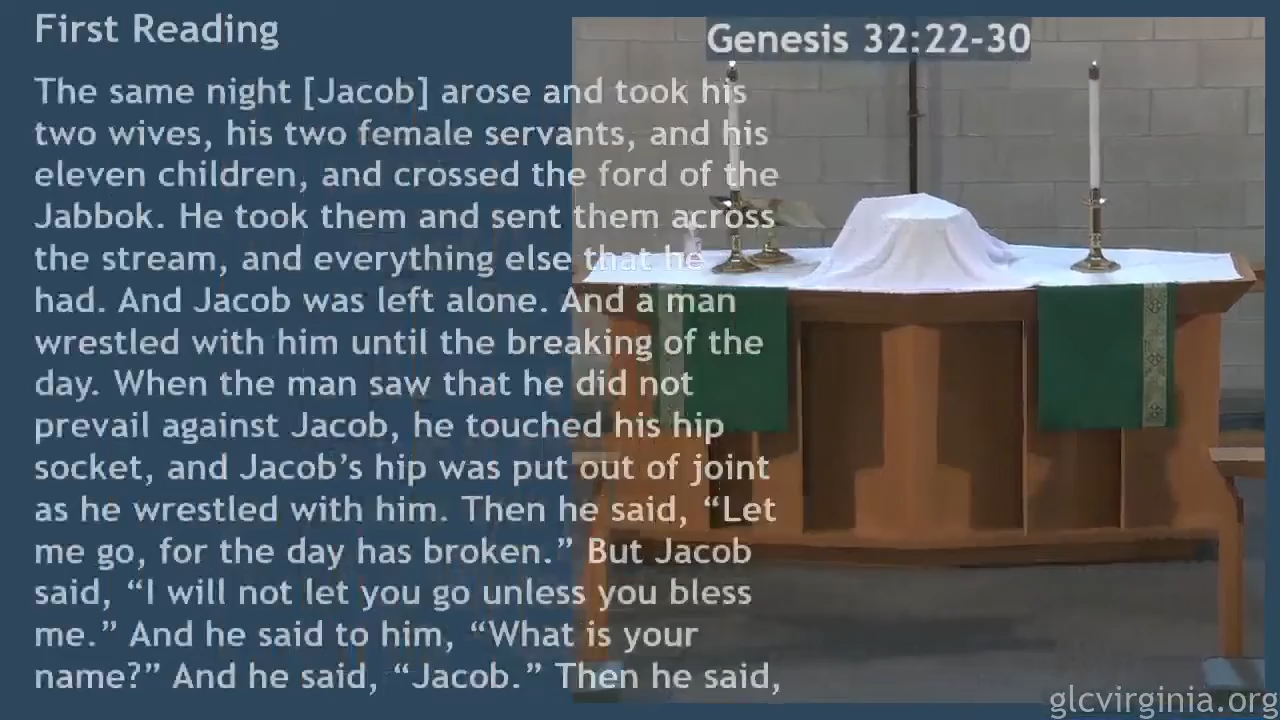 First Reading
Genesis 32:22-30
The same night [Jacob] arose and took his
two wives, his two female servants, and his
eleven children, and crossed the ford of the
Jabbok. He took them and sent them across
the stream, and everything else that he
had. And Jacob was left alone. And a man
wrestled with him until the breaking of the
day. When the man saw that he did not
prevail against Jacob, he touched his hip
socket, and Jacob’s hip was put out of joint
as he wrestled with him. Then he said, “Let
me go, for the day has broken.” But Jacob
said, “I will not let you go unless you bless
me.” And he said to him, “What is your
name?” And he said, “Jacob.” Then he said,
glcvirginia.org